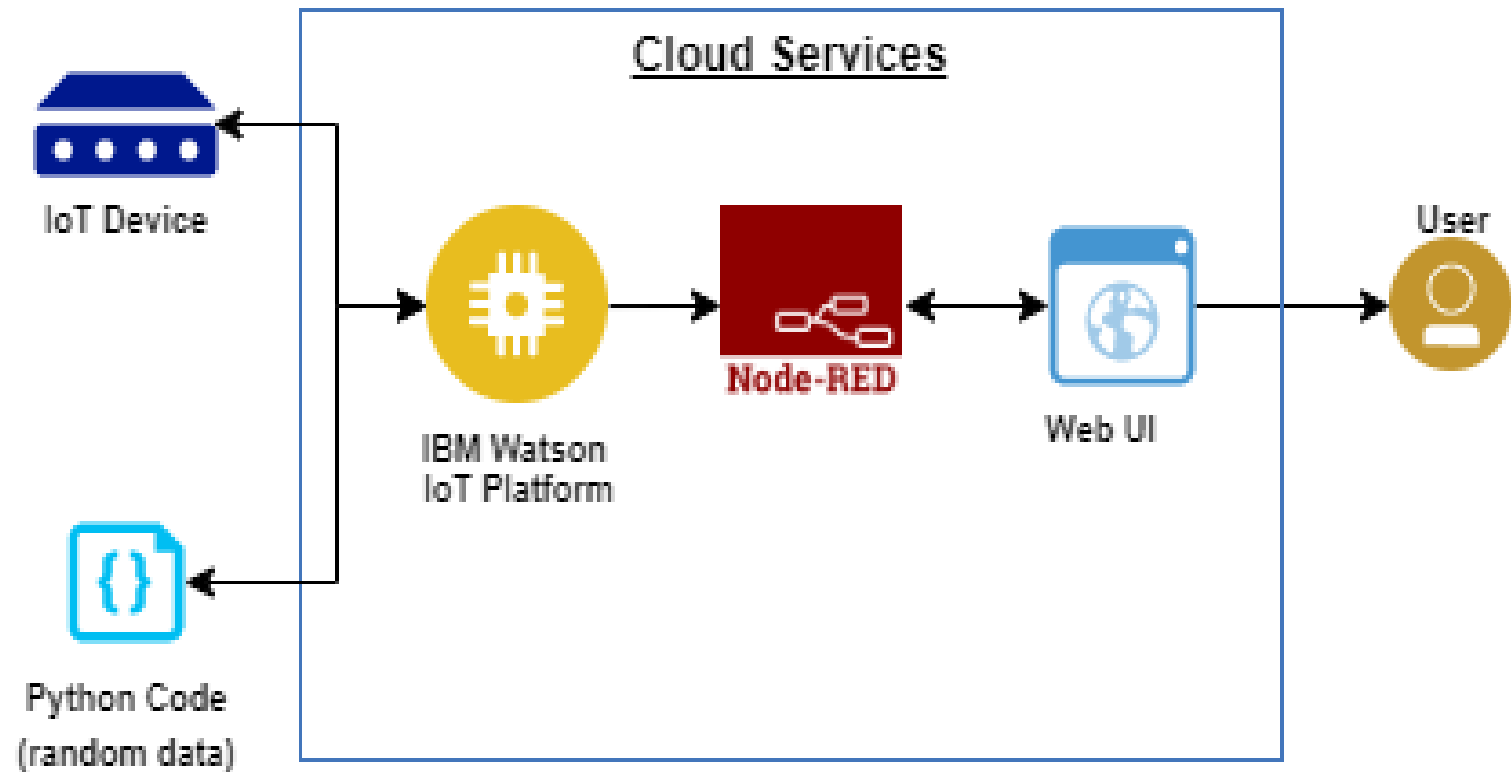 Cloud Services
IoT Device
User
Node-RED
Web UI
IBM Watson
IoT Platform
Python Code
(random data)